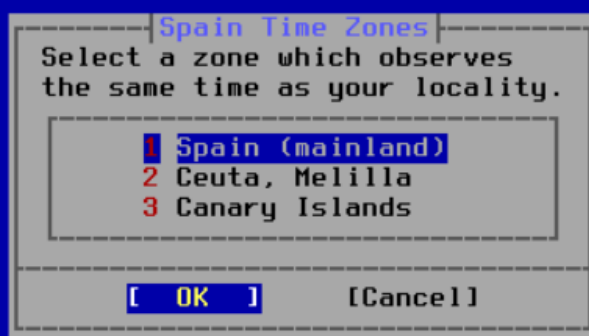 Spain Time Zones
Select a zone which observes
the same time as your locality.
1 Spain (mainland)
2 Ceuta, Melilla
3 Canary Islands
[ OK ] [Cancel]